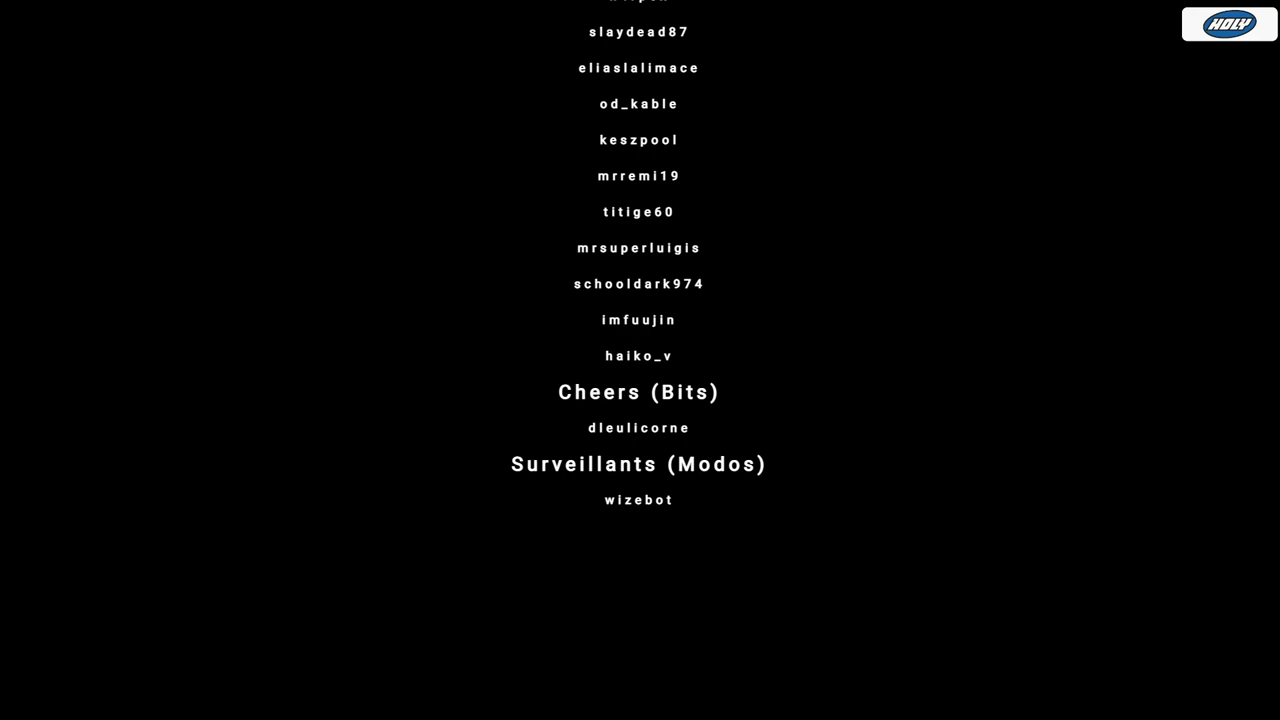 slaydead87
eliaslalimace
od_kable
keszpool
mrremi19
titige60
mrsuperluigis
schooldark974
imfuujin
haiko_v
Cheers (Bits)
dleulicorne
Surveillants (Modos)
wizebot
HOLY